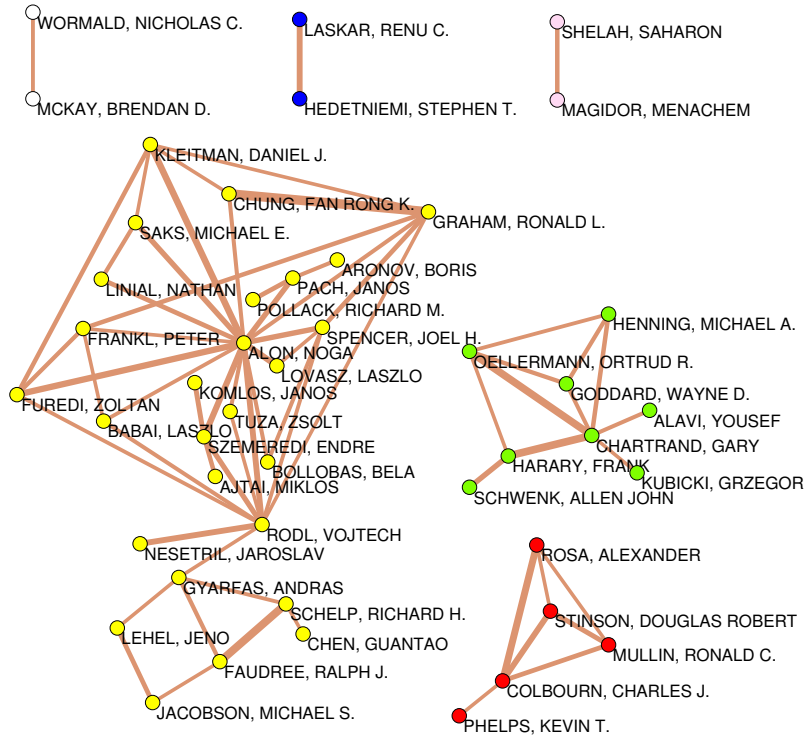 WORMALD, NICHOLAS C.
LASKAR, RENU C.
SHELAH, SAHARON
MCKAY, BRENDAN D.
HEDETNIEMI, STEPHEN T.
MAGIDOR, MENACHEM
KLEITMAN, DANIEL J.
CHUNG, FAN RONG K.
GRAHAM, RONALD L.
SAKS, MICHAEL E.
ARONOV, BORIS
LINIAL, NATHAN
PACH, JANOS
POLLACK, RICHARD M.
HENNING, MICHAEL A.
FRANKL, PETER
SPENCER, JOEL H.
ALON, NOGA
OELLERMANN, ORTRUD R.
LOVASZ, LASZLO
KOMLOS, JANOS
GODDARD, WAYNE D.
FUREDI, ZOLTAN
TUZA, ZSOLT
ALAVI, YOUSEF
BABAI, LASZLO
SZEMEREDI, ENDRE
CHARTRAND, GARY
HARARY, FRANK
BOLLOBAS, BELA
KUBICKI, GRZEGOR
AJTAI, MIKLOS
SCHWENK, ALLEN JOHN
RODL, VOJTECH
NESETRIL, JAROSLAV
ROSA, ALEXANDER
GYARFAS, ANDRAS
SCHELP, RICHARD H.
STINSON, DOUGLAS ROBERT
LEHEL, JENO
CHEN, GUANTAO
MULLIN, RONALD C.
FAUDREE, RALPH J.
COLBOURN, CHARLES J.
JACOBSON, MICHAEL S.
PHELPS, KEVIN T.